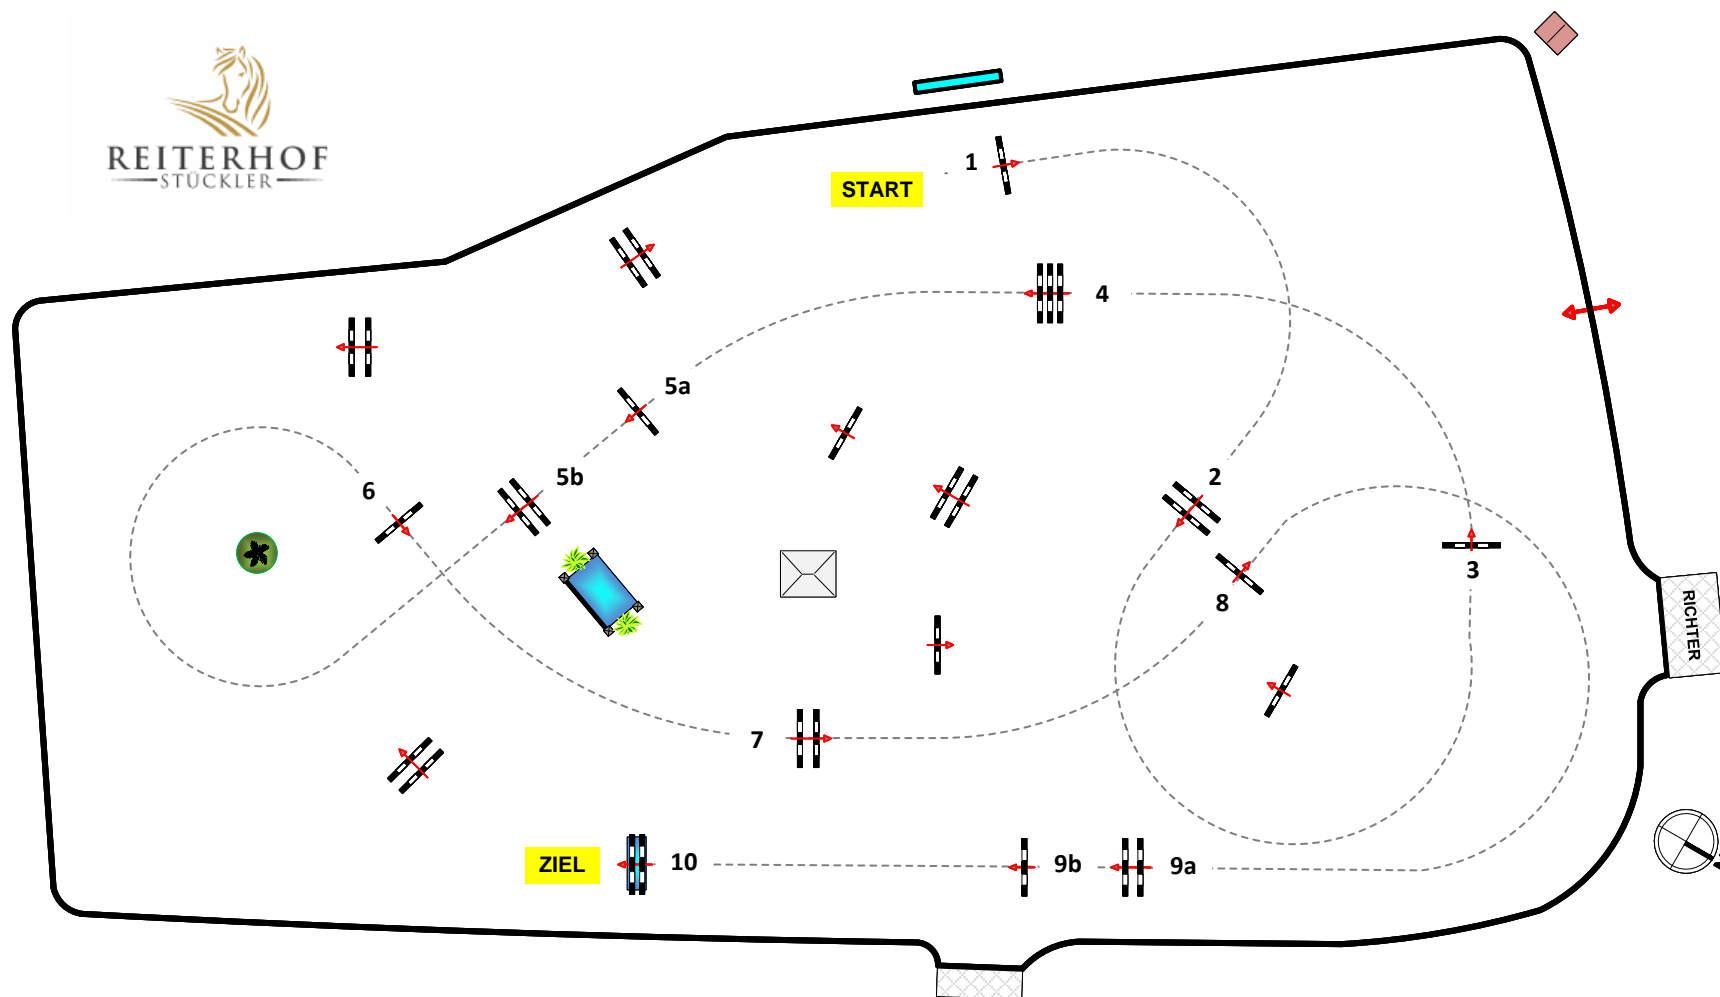 REITERHOF
STÜCKLER
START
1
4
5a
2
5b
6
3
8
RICHTER
7
ZIEL
10
9b
9a